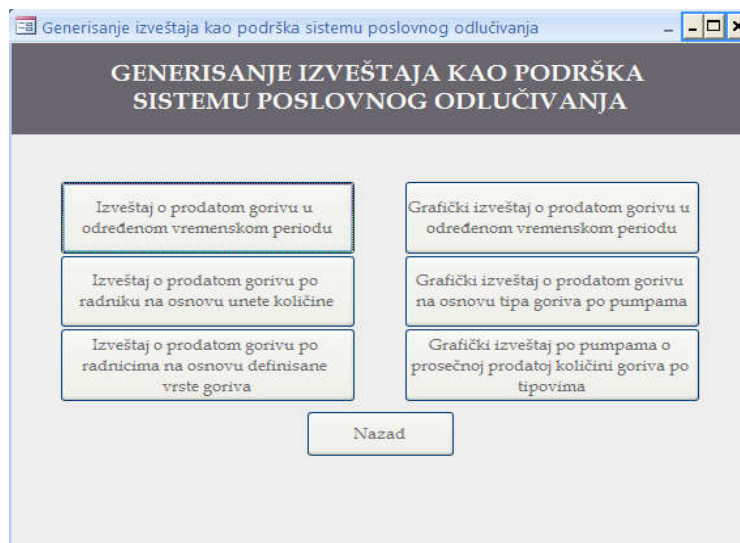 Generisanje izveštaja kao podrška sistemu poslovnog odlučivanja
GENERISANJE IZVEŠTAJA KAO PODRŠKA
SISTEMU POSLOVNOG ODLUČIVANJA
Izveštaj o prodatom gorivu u
određenom vremenskom periodu
Grafički izveštaj o prodatom gorivu u
određenom vremenskom periodu
Izveštaj o prodatom gorivu po
radniku na osnovu unete količine
Grafički izveštaj o prodatom gorivu
na osnovu tipa goriva po pumpama
Izveštaj o prodatom gorivu po
radnicima na osnovu definisane
vrste goriva
Grafički izveštaj po pumpama o
prosečnoj prodatoj količini goriva po
tipovima
Nazad